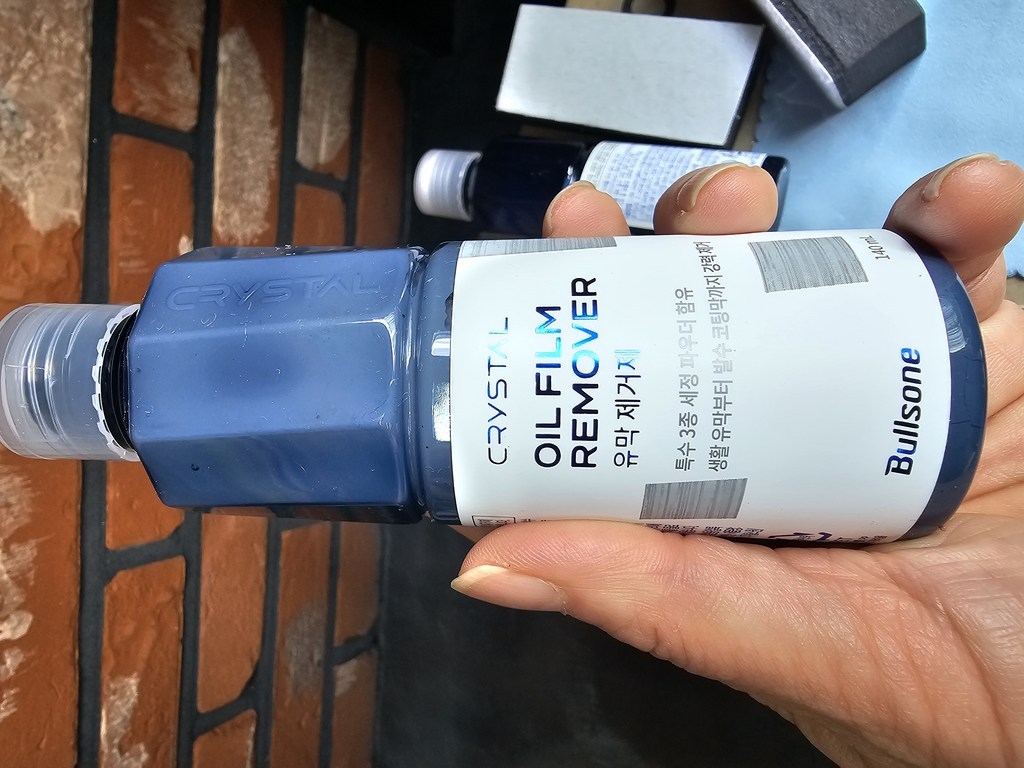 CRYSTAL
CRYSTAL
OIL FILM
REMOVER
유막 제거제
특수 3종 세정 파우더 함유
생활유막부터 발수 코팅막까지 강력 제거
Bullsone
140 mL